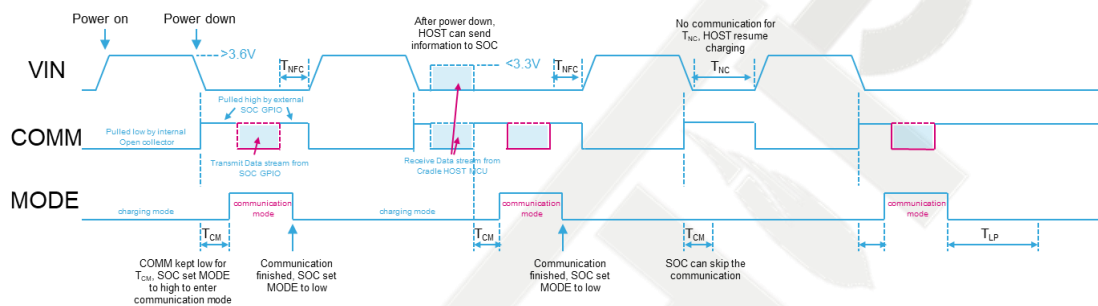 Power on
Power down
After power down,
HOST can send
information to SOC
No communication for
TNC, HOST resume
charging
VIN
>3.6V
TNFC
<3.3V
TNFC
TNC
Pulled high by external
SOC GPIO
COMM
Pulled low by internal
Open collector
Transmit Data stream from
SOC GPIO
Receive Data stream from
Cradle HOST MCU
MODE
charging mode
communication
mode
charging mode
communication
mode
communication
mode
TCM
TCM
TCM
TLP
COMM kept low for
TCM, SOC set MODE
to high to enter
communication mode
Communication
finished, SOC set
MODE to low
Communication
finished, SOC set
MODE to low
SOC can skip the
communication